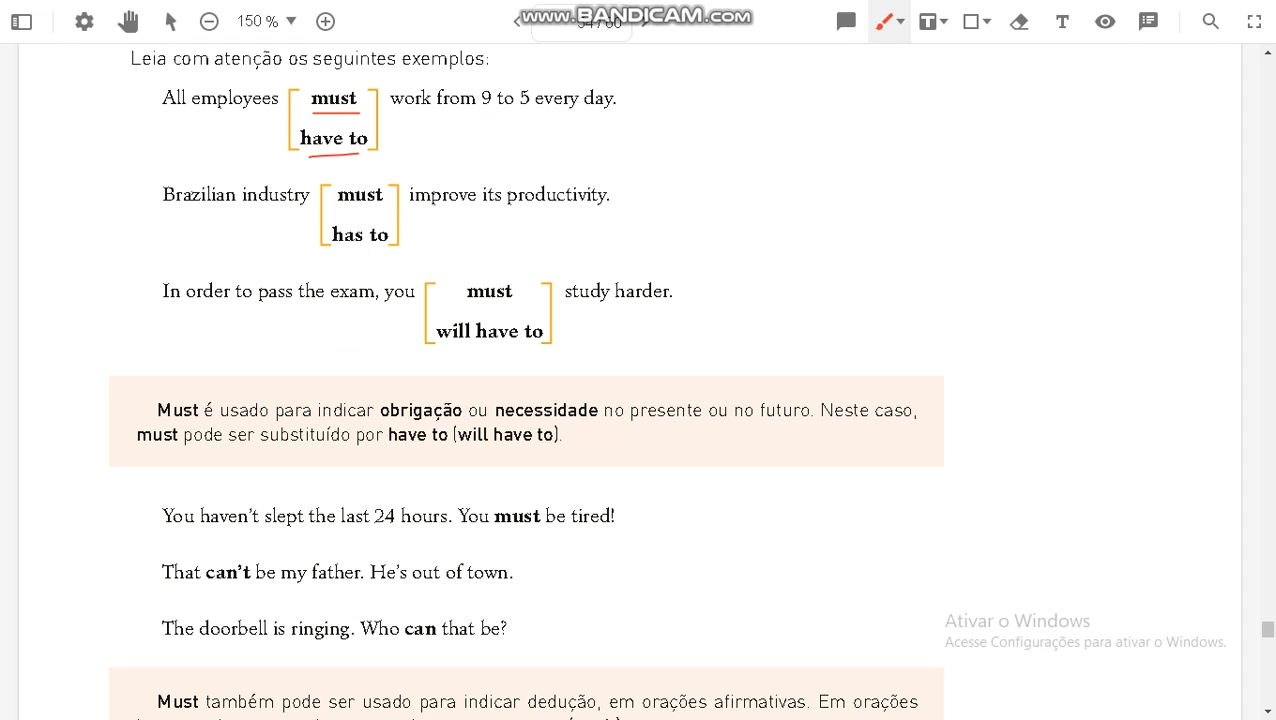 150 %
www.BANDICAM.com
Leia com atenção os seguintes exemplos:
All employees must work from 9 to 5 every day.
have to
Brazilian industry must improve its productivity.
has to
In order to pass the exam, you must study harder.
will have to
Must é usado para indicar obrigação ou necessidade no presente ou no futuro. Neste caso,
must pode ser substituído por have to (will have to).
You haven't slept the last 24 hours. You must be tired!
That can't be my father. He's out of town.
The doorbell is ringing. Who can that be?
Ativar o Windows
Acesse Configurações para ativar o Windows.
Must também pode ser usado para indicar dedução, em orações afirmativas. Em orações